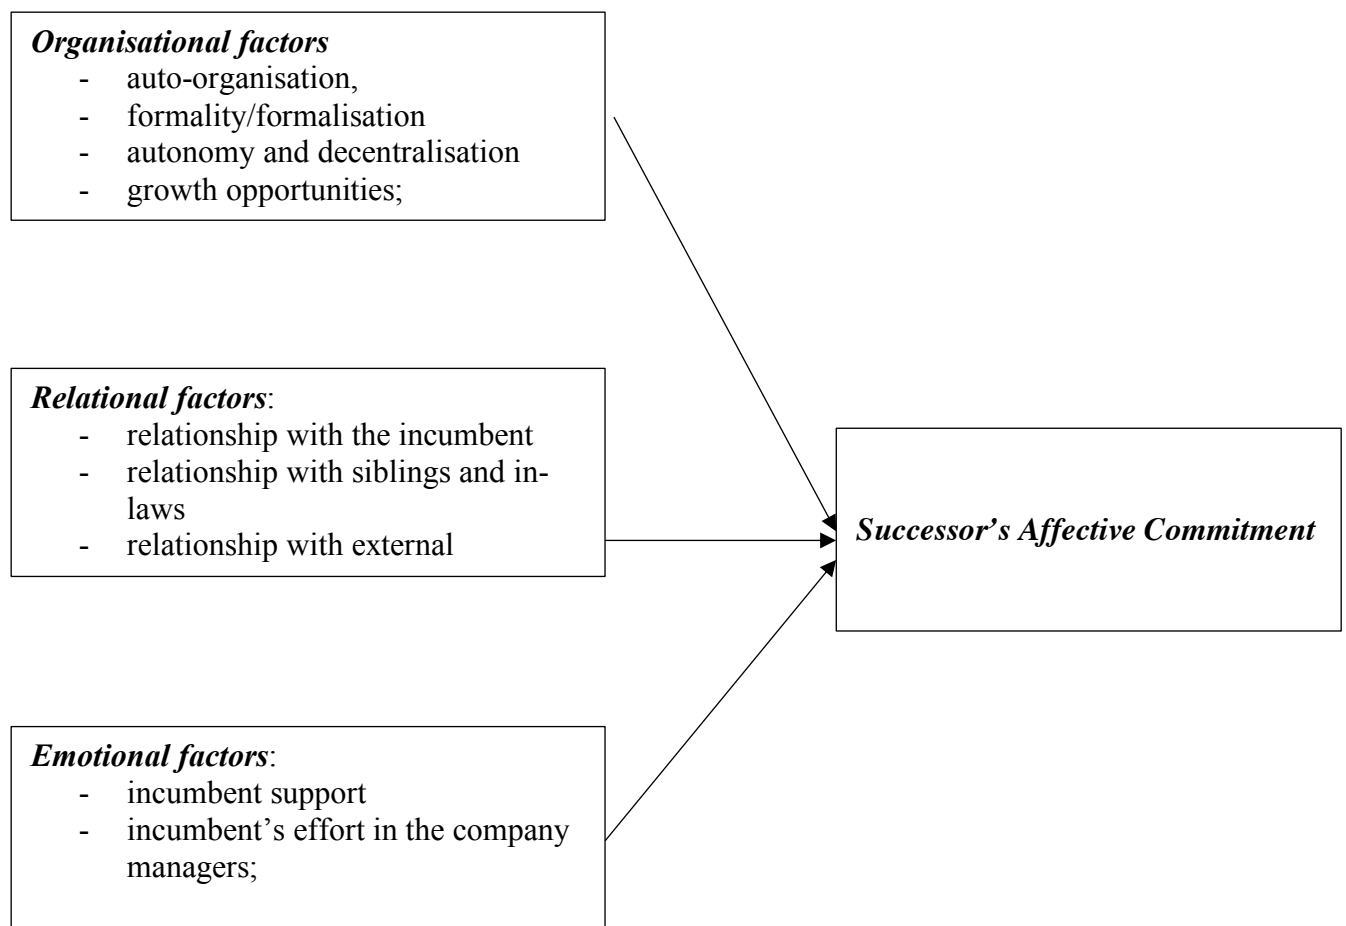 Organisational factors
- auto-organisation,
- formality/formalisation
- autonomy and decentralisation
- growth opportunities;
Relational factors:
- relationship with the incumbent
- relationship with siblings and in-
laws
- relationship with external
Successor’s Affective Commitment
Emotional factors:
- incumbent support
- incumbent’s effort in the company
managers;